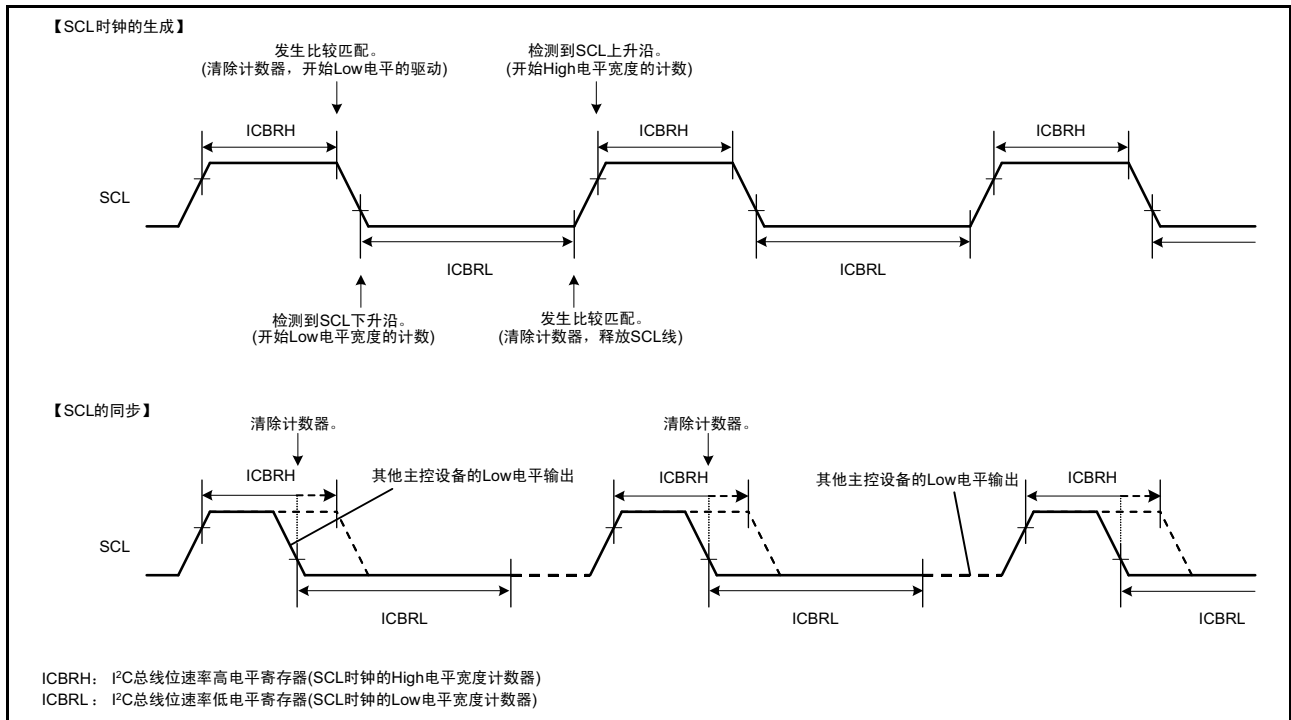 【SCL时钟的生成】
发生比较匹配。
(清除计数器，开始Low电平的驱动)
检测到SCL上升沿。
(开始High电平宽度的计数)
ICBRH
ICBRH
ICBRH
SCL
ICBRL
ICBRL
检测到SCL下升沿。
(开始Low电平宽度的计数)
发生比较匹配。
(清除计数器，释放SCL线)
【SCL的同步】
清除计数器。
清除计数器。
ICBRH
其他主控设备的Low电平输出
ICBRH
其他主控设备的Low电平输出
ICBRH
SCL
ICBRL
ICBRL
ICBRL
ICBRH： I²C总线位速率高电平寄存器(SCL时钟的High电平宽度计数器)
ICBRL： I²C总线位速率低电平寄存器(SCL时钟的Low电平宽度计数器)